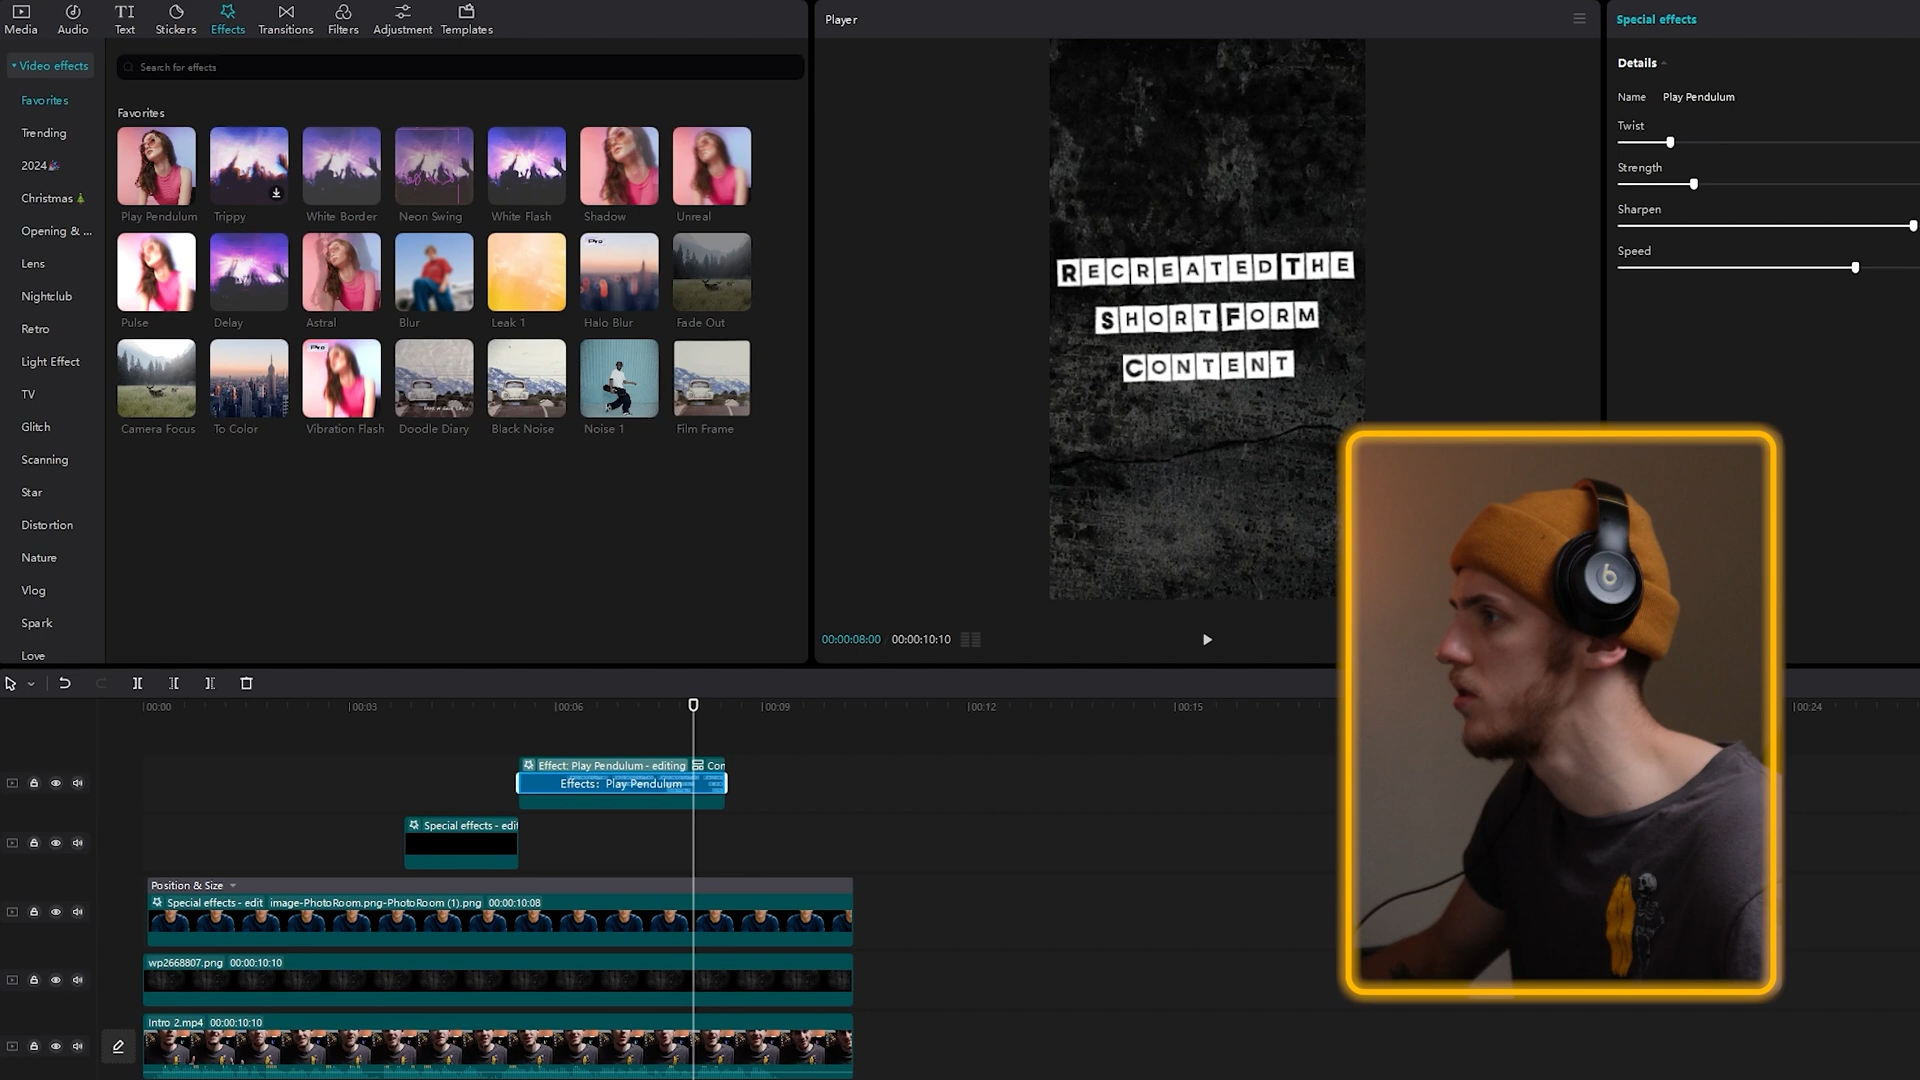 Media
Audio
Text
Stickers
Effects
Transitions
Filters
Adjustment
Templates
Player
Special effects
Video effects
Search for effects
Details
Favorites
Favorites
Name Play Pendulum
Trending
Twist
2024
Strength
Christmas
Play Pendulum
Trippy
White Border
Neon Swing
White Flash
Shadow
Unreal
Sharpen
Opening & ...
Speed
Lens
Nightclub
RECREATED THE
SHORT FORM
CONTENT
Pro
Pulse
Delay
Astral
Blur
Leak 1
Halo Blur
Fade Out
Retro
Light Effect
Pro
TV
Glitch
Camera Focus
To Color
Vibration Flash
Doodle Diary
Black Noise
Noise 1
Film Frame
Scanning
Star
Distortion
Nature
Vlog
Spark
Love
00:00:08:00 00:00:10:10
00:00
00:03
00:06
00:09
00:12
00:15
00:24
Effect: Play Pendulum - editing Con
Effects: Play Pendulum
Special effects - edit
Position & Size
Special effects - edit image-PhotoRoom.png-PhotoRoom (1).png 00:00:10:08
wp2668807.png 00:00:10:10
Intro 2.mp4 00:00:10:10
b